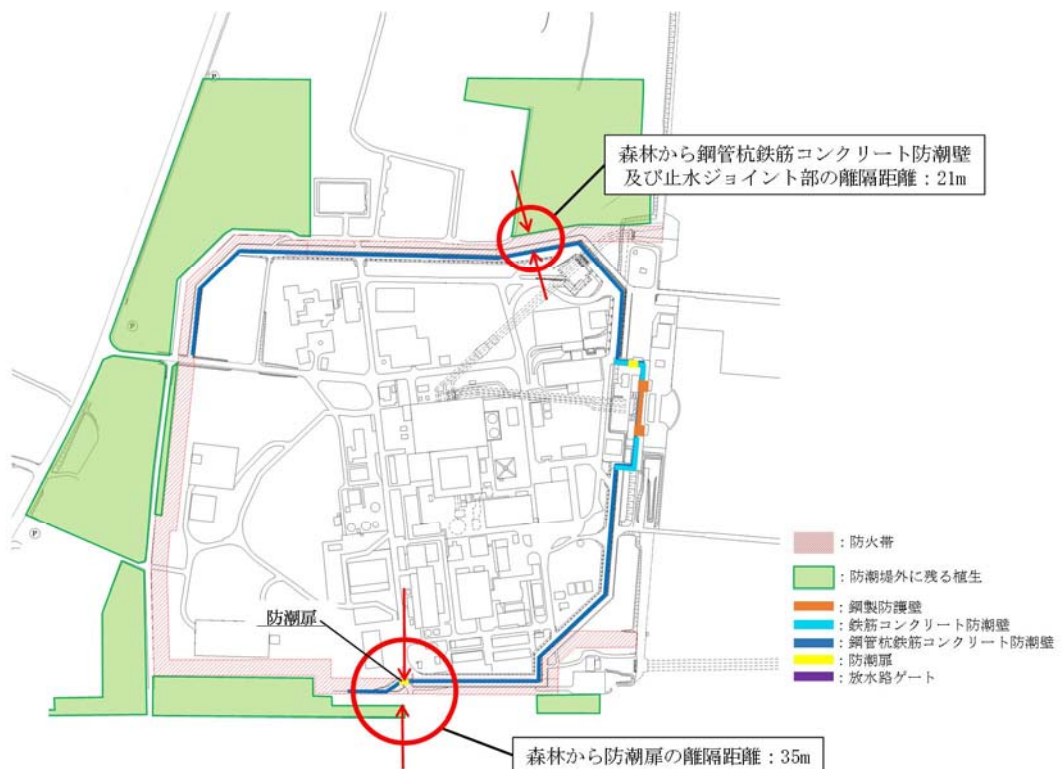 Ⓟ
森林から鋼管杭鉄筋コンクリート防潮壁
及び止水ジョイント部の離隔距離：21m
Ⓟ
Ⓟ
：防火帯
：防潮堤外に残る植生
：鋼製防護壁
：鉄筋コンクリート防潮壁
：鋼管杭鉄筋コンクリート防潮壁
：防潮扉
：放水路ゲート
防潮扉
森林から防潮扉の離隔距離：35m